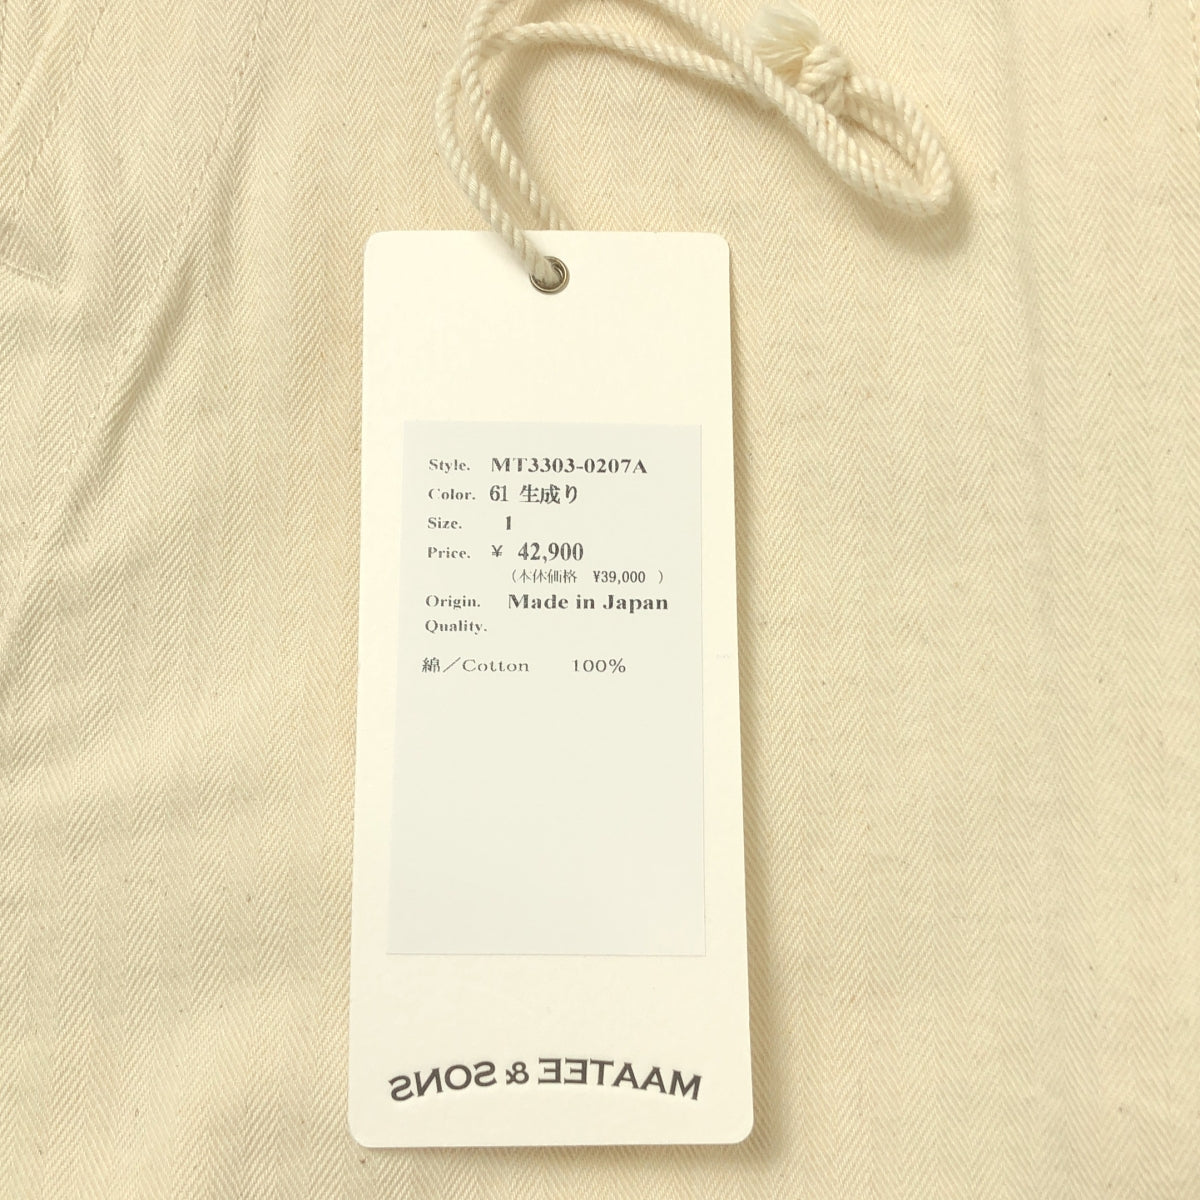 Style. MT3303-0207A
Color. 61 生成り
Size. 1
Price. ¥ 42,900
(本体価格 ¥39,000 )
Origin. Made in Japan
Quality.
綿／Cotton 100%
MAATEE & SONS